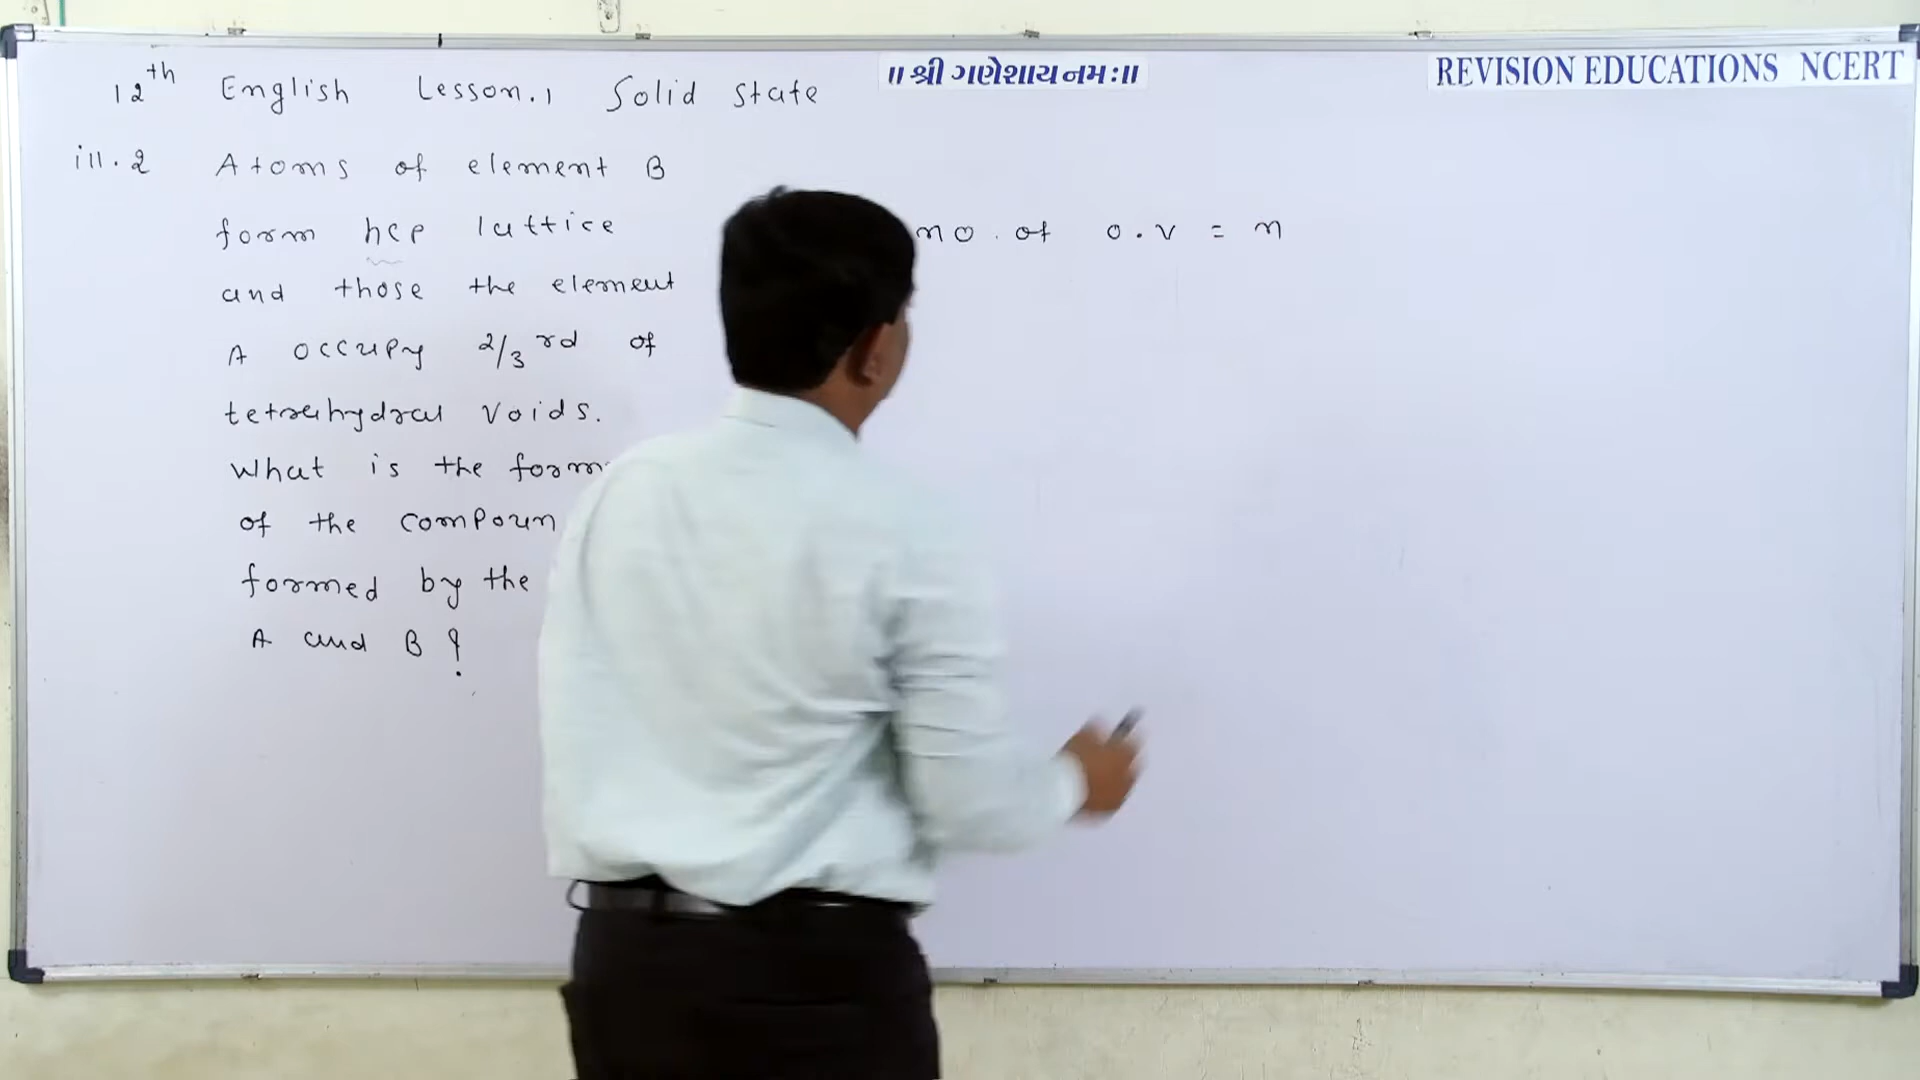 12th English Lesson.1 Solid state
॥ શ્રી ગણેશાય નમઃ ॥
REVISION EDUCATIONS NCERT
ill.2 Atoms of element B
form hcp lattice
and those the element
A occupy 2/3 rd of
tetrahydral voids.
What is the form
of the compoun
formed by the
A and B ?
no. of o.v = n